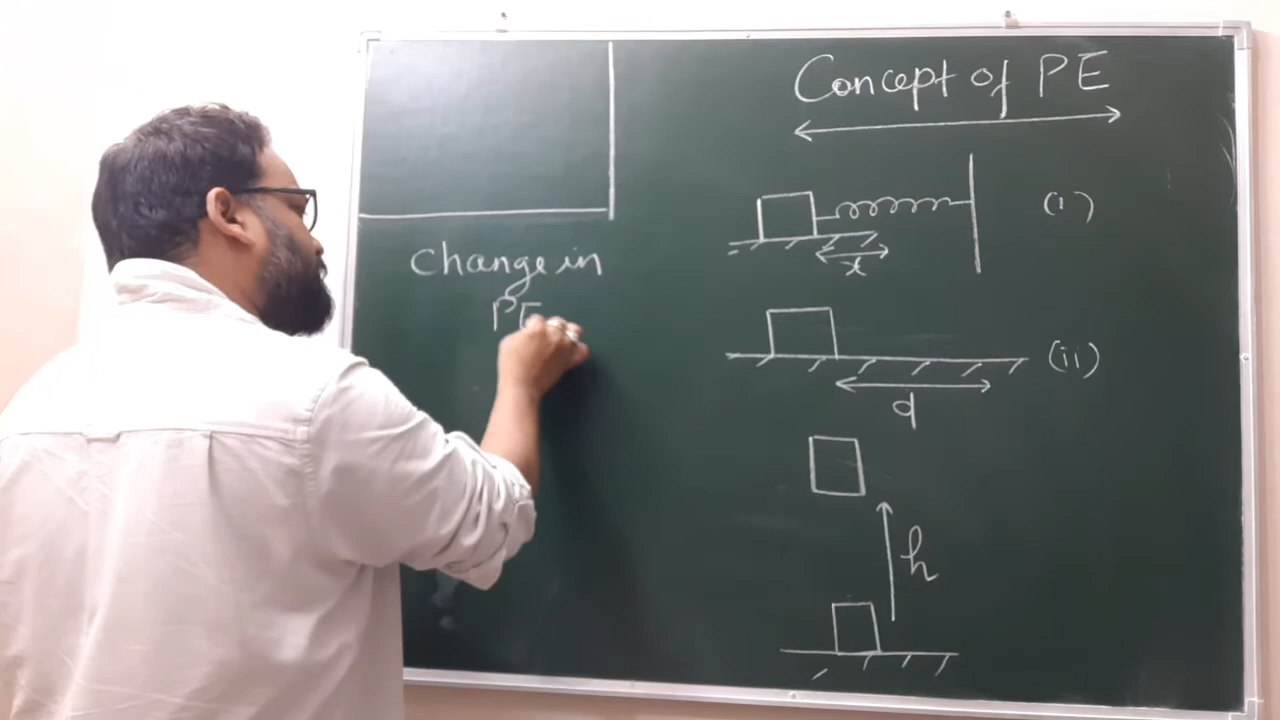 Concept of PE
Change in
PE
x
(i)
(ii)
d
h